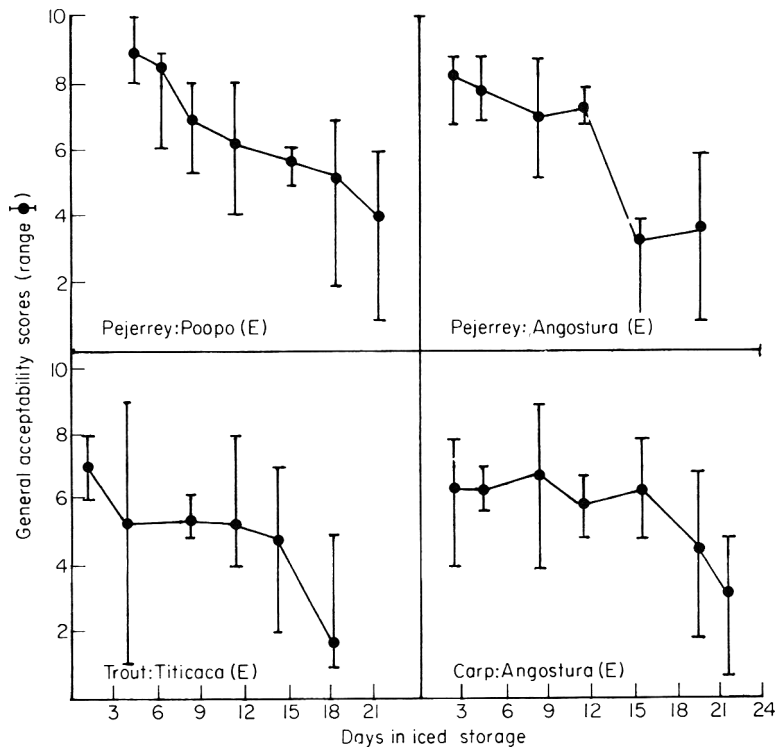 General acceptability scores (range)
10
8
6
4
2
Pejerrey:Poopo (E)
Pejerrey: Angostura (E)
10
8
6
4
2
Trout:Titicaca (E)
Carp:Angostura (E)
3 6 9 12 15 18 21
3 6 9 12 15 18 21 24
Days in iced storage